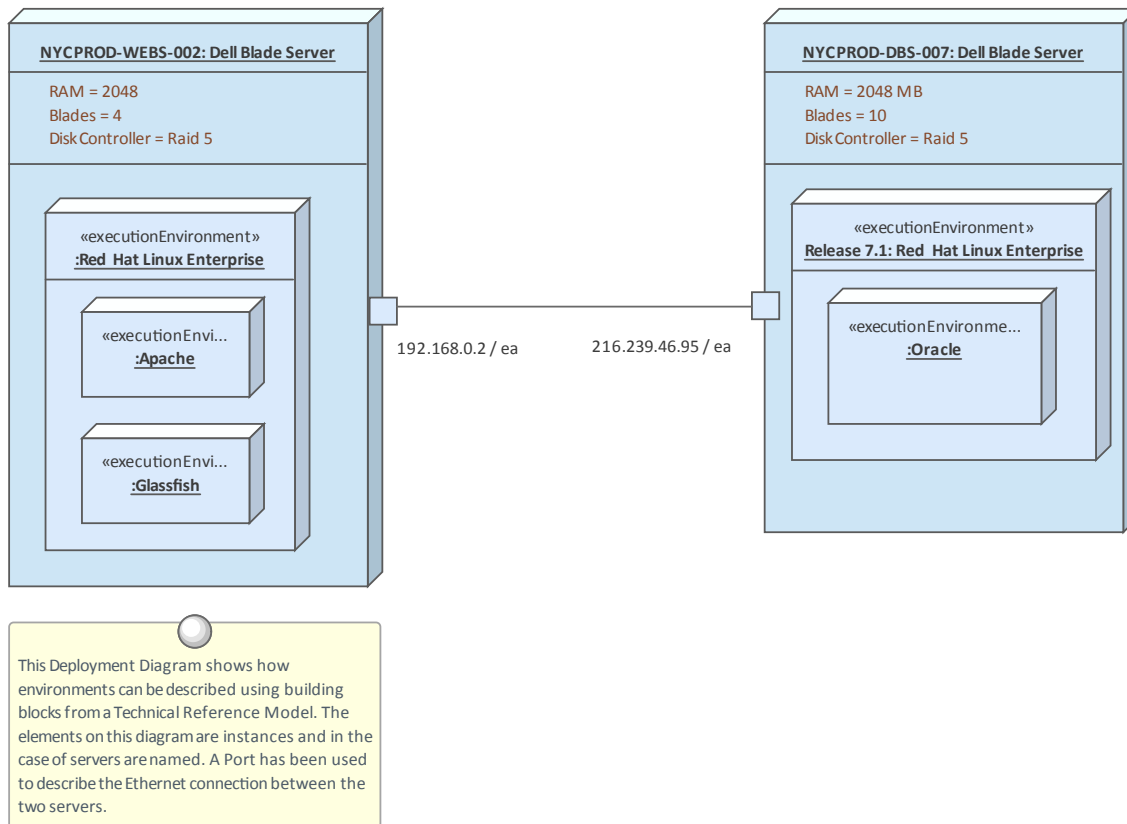 NYCPROD-WEBS-002: Dell Blade Server
RAM = 2048
Blades = 4
DiskController = Raid 5
«executionEnvironment»
:Red Hat Linux Enterprise
«executionEnvi...
:Apache
«executionEnvi...
:Glassfish
192.168.0.2 / ea
216.239.46.95 / ea
NYCPROD-DBS-007: Dell Blade Server
RAM = 2048 MB
Blades = 10
DiskController = Raid 5
«executionEnvironment»
Release 7.1: Red Hat Linux Enterprise
«executionEnvironme...
:Oracle
This Deployment Diagram shows how
environments can be described using building
blocks from a Technical Reference Model. The
elements on this diagram are instances and in the
case of servers are named. A Port has been used
to describe the Ethernet connection between the
two servers.